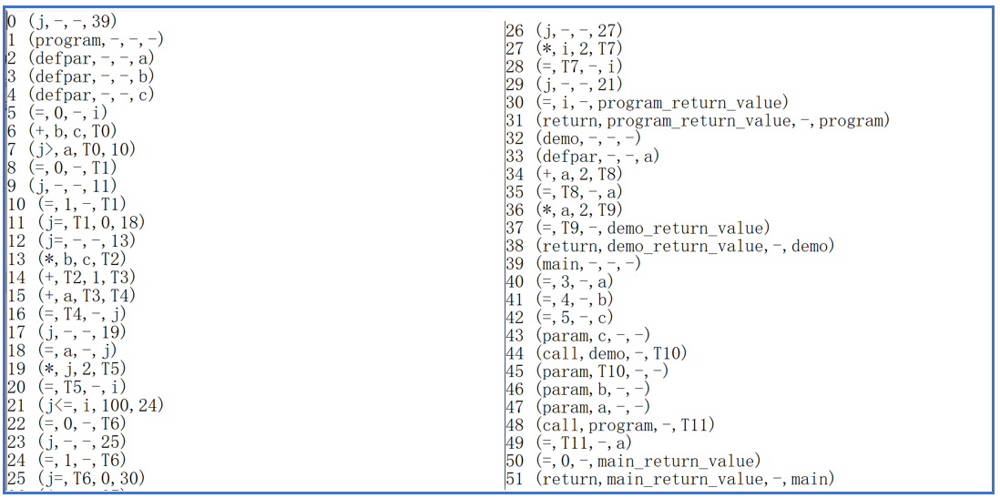 0 (j,-,-,39)
1 (program,-,-,-)
2 (defpar,-,-,a)
3 (defpar,-,-,b)
4 (defpar,-,-,c)
5 (=,0,-,i)
6 (+,b,c,T0)
7 (j>,a,T0,10)
8 (=,0,-,T1)
9 (j,-,-,11)
10 (=,1,-,T1)
11 (j=,T1,0,18)
12 (j=,-,-,13)
13 (*,b,c,T2)
14 (+,T2,1,T3)
15 (+,a,T3,T4)
16 (=,T4,-,j)
17 (j,-,-,19)
18 (=,a,-,j)
19 (*,j,2,T5)
20 (=,T5,-,i)
21 (j<=,i,100,24)
22 (=,0,-,T6)
23 (j,-,-,25)
24 (=,1,-,T6)
25 (j=,T6,0,30)
26 (j,-,-,27)
27 (*,i,2,T7)
28 (=,T7,-,i)
29 (j,-,-,21)
30 (=,i,-,program_return_value)
31 (return,program_return_value,-,program)
32 (demo,-,-,-)
33 (defpar,-,-,a)
34 (+,a,2,T8)
35 (=,T8,-,a)
36 (*,a,2,T9)
37 (=,T9,-,demo_return_value)
38 (return,demo_return_value,-,demo)
39 (main,-,-,-)
40 (=,3,-,a)
41 (=,4,-,b)
42 (=,5,-,c)
43 (param,c,-,-)
44 (call,demo,-,T10)
45 (param,T10,-,-)
46 (param,b,-,-)
47 (param,a,-,-)
48 (call,program,-,T11)
49 (=,T11,-,a)
50 (=,0,-,main_return_value)
51 (return,main_return_value,-,main)